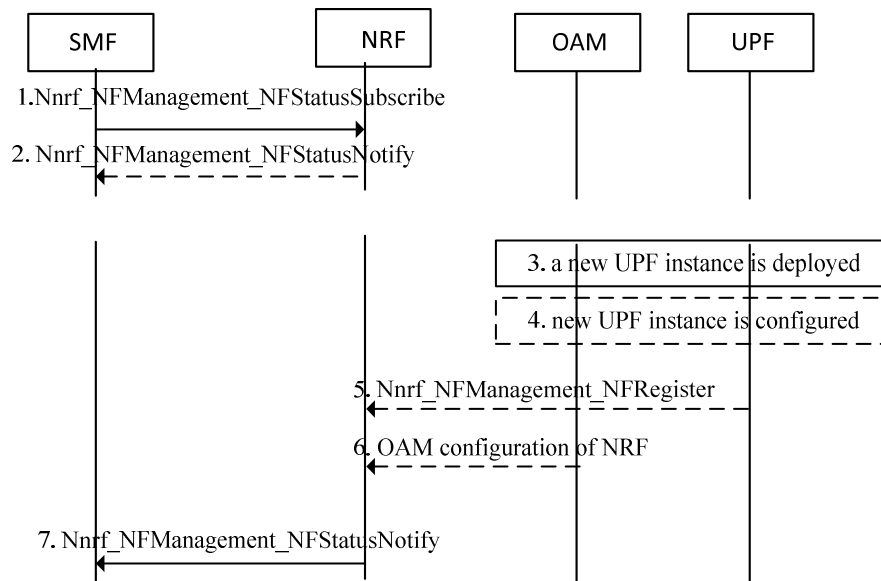 SMF
NRF
OAM
UPF
1.Nnrf_NFManagement_NFStatusSubscribe
2. Nnrf_NFManagement_NFStatusNotify
3. a new UPF instance is deployed
4. new UPF instance is configured
5. Nnrf_NFManagement_NFRegister
6. OAM configuration of NRF
7. Nnrf_NFManagement_NFStatusNotify